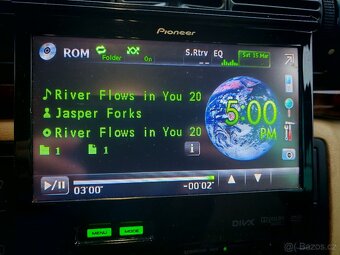 Pioneer
ROM Folder On S.Rtrv EQ Sat 15 Mar
River Flows in You 20
5:00
Jasper Forks
PM
River Flows in You 20
1 1 i
03'00" -00'02"
MENU MODE DIVX
Bazoš.cz